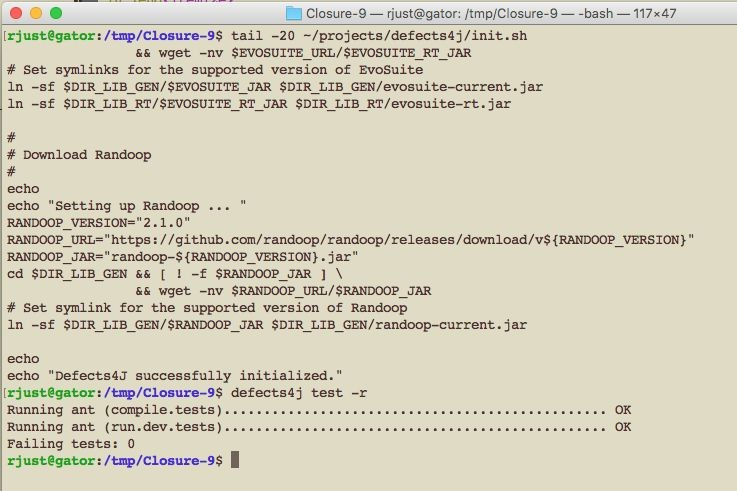 Closure-9 — rjust@gator: /tmp/Closure-9 — -bash — 117×47
[rjust@gator:/tmp/Closure-9$ tail -20 ~/projects/defects4j/init.sh
                && wget -nv $EVOSUITE_URL/$EVOSUITE_RT_JAR
# Set symlinks for the supported version of EvoSuite
ln -sf $DIR_LIB_GEN/$EVOSUITE_JAR $DIR_LIB_GEN/evosuite-current.jar
ln -sf $DIR_LIB_RT/$EVOSUITE_RT_JAR $DIR_LIB_RT/evosuite-rt.jar
#
# Download Randoop
#
echo
echo "Setting up Randoop ... "
RANDOOP_VERSION="2.1.0"
RANDOOP_URL="https://github.com/randoop/randoop/releases/download/v${RANDOOP_VERSION}"
RANDOOP_JAR="randoop-${RANDOOP_VERSION}.jar"
cd $DIR_LIB_GEN && [ ! -f $RANDOOP_JAR ] \
                && wget -nv $RANDOOP_URL/$RANDOOP_JAR
# Set symlink for the supported version of Randoop
ln -sf $DIR_LIB_GEN/$RANDOOP_JAR $DIR_LIB_GEN/randoop-current.jar
echo
echo "Defects4J successfully initialized."
[rjust@gator:/tmp/Closure-9$ defects4j test -r
Running ant (compile.tests)............................................... OK
Running ant (run.dev.tests)............................................... OK
Failing tests: 0
rjust@gator:/tmp/Closure-9$